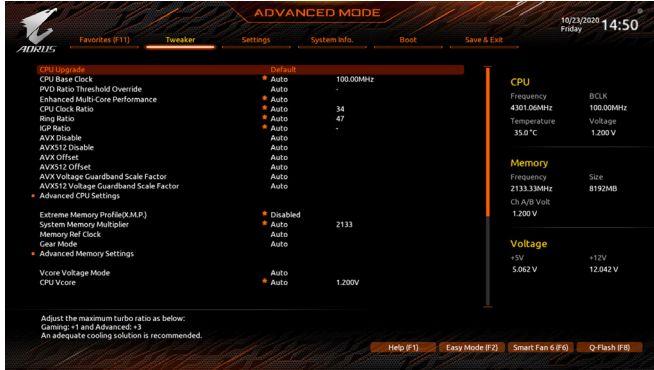 ADVANCED MODE
10/23/2020 Friday 14:50
AORUS
Favorites (F11) Tweaker Settings System Info. Boot Save & Exit
CPU Upgrade Default
CPU Base Clock Auto 100.00MHz
PVD Ratio Threshold Override Auto -
Enhanced Multi-Core Performance Auto
CPU Clock Ratio Auto 34
Ring Ratio Auto 47
IGP Ratio Auto -
AVX Disable Auto
AVX512 Disable Auto
AVX Offset Auto
AVX512 Offset Auto
AVX Voltage Guardband Scale Factor Auto
AVX512 Voltage Guardband Scale Factor Auto
Advanced CPU Settings
Extreme Memory Profile(X.M.P.) Disabled
System Memory Multiplier Auto 2133
Memory Ref Clock Auto
Gear Mode Auto
Advanced Memory Settings
Vcore Voltage Mode Auto
CPU Vcore Auto 1.200V
CPU
Frequency BCLK
4301.06MHz 100.00MHz
Temperature Voltage
35.0 °C 1.200 V
Memory
Frequency Size
2133.33MHz 8192MB
Ch A/B Volt
1.200 V
Voltage
+5V +12V
5.062 V 12.042 V
Adjust the maximum turbo ratio as below:
Gaming: +1 and Advanced: +3
An adequate cooling solution is recommended.
Help (F1) Easy Mode (F2) Smart Fan 6 (F6) Q-Flash (F8)